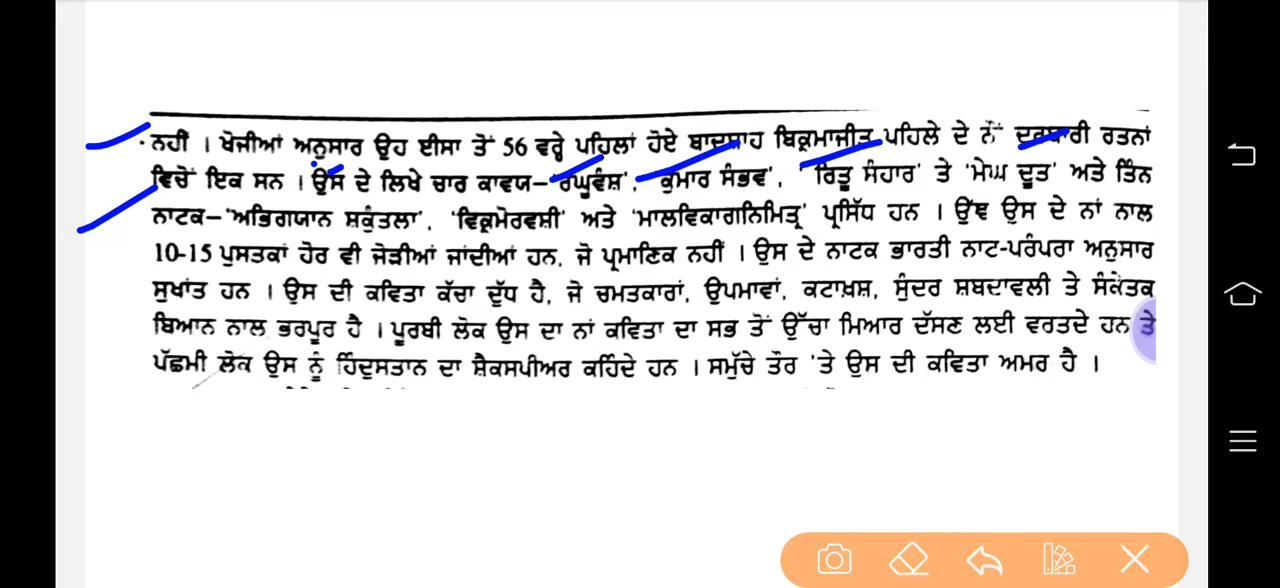 ਨਹੀਂ । ਖੋਜੀਆਂ ਅਨੁਸਾਰ ਉਹ ਈਸਾ ਤੋਂ 56 ਵਰ੍ਹੇ ਪਹਿਲਾਂ ਹੋਏ ਬਾਦਸ਼ਾਹ ਬਿਕ੍ਰਮਾਜੀਤ ਪਹਿਲੇ ਦੇ ਨੌਂ ਦਰਬਾਰੀ ਰਤਨਾਂ
ਵਿਚੋਂ ਇਕ ਸਨ । ਉਸ ਦੇ ਲਿਖੇ ਚਾਰ ਕਾਵਯ–'ਰਘੂਵੰਸ਼', 'ਕੁਮਾਰ ਸੰਭਵ', 'ਰਿਤੂ ਸੰਹਾਰ' ਤੇ 'ਮੇਘ ਦੂਤ' ਅਤੇ ਤਿੰਨ
ਨਾਟਕ–'ਅਭਿਗਯਾਨ ਸ਼ਕੁੰਤਲਾ', 'ਵਿਕ੍ਰਮੋਰਵਸ਼ੀ' ਅਤੇ 'ਮਾਲਵਿਕਾਗਨਿਮਿਤ੍ਰ' ਪ੍ਰਸਿੱਧ ਹਨ । ਉਂਞ ਉਸ ਦੇ ਨਾਂ ਨਾਲ
10-15 ਪੁਸਤਕਾਂ ਹੋਰ ਵੀ ਜੋੜੀਆਂ ਜਾਂਦੀਆਂ ਹਨ, ਜੋ ਪ੍ਰਮਾਣਿਕ ਨਹੀਂ । ਉਸ ਦੇ ਨਾਟਕ ਭਾਰਤੀ ਨਾਟ-ਪਰੰਪਰਾ ਅਨੁਸਾਰ
ਸੁਖਾਂਤ ਹਨ । ਉਸ ਦੀ ਕਵਿਤਾ ਕੱਚਾ ਦੁੱਧ ਹੈ, ਜੋ ਚਮਤਕਾਰਾਂ, ਉਪਮਾਵਾਂ, ਕਟਾਖ਼ਸ਼, ਸੁੰਦਰ ਸ਼ਬਦਾਵਲੀ ਤੇ ਸੰਕੇਤਕ
ਬਿਆਨ ਨਾਲ ਭਰਪੂਰ ਹੈ । ਪੂਰਬੀ ਲੋਕ ਉਸ ਦਾ ਨਾਂ ਕਵਿਤਾ ਦਾ ਸਭ ਤੋਂ ਉੱਚਾ ਮਿਆਰ ਦੱਸਣ ਲਈ ਵਰਤਦੇ ਹਨ ਤੇ
ਪੱਛਮੀ ਲੋਕ ਉਸ ਨੂੰ ਹਿੰਦੁਸਤਾਨ ਦਾ ਸ਼ੈਕਸਪੀਅਰ ਕਹਿੰਦੇ ਹਨ । ਸਮੁੱਚੇ ਤੌਰ 'ਤੇ ਉਸ ਦੀ ਕਵਿਤਾ ਅਮਰ ਹੈ ।